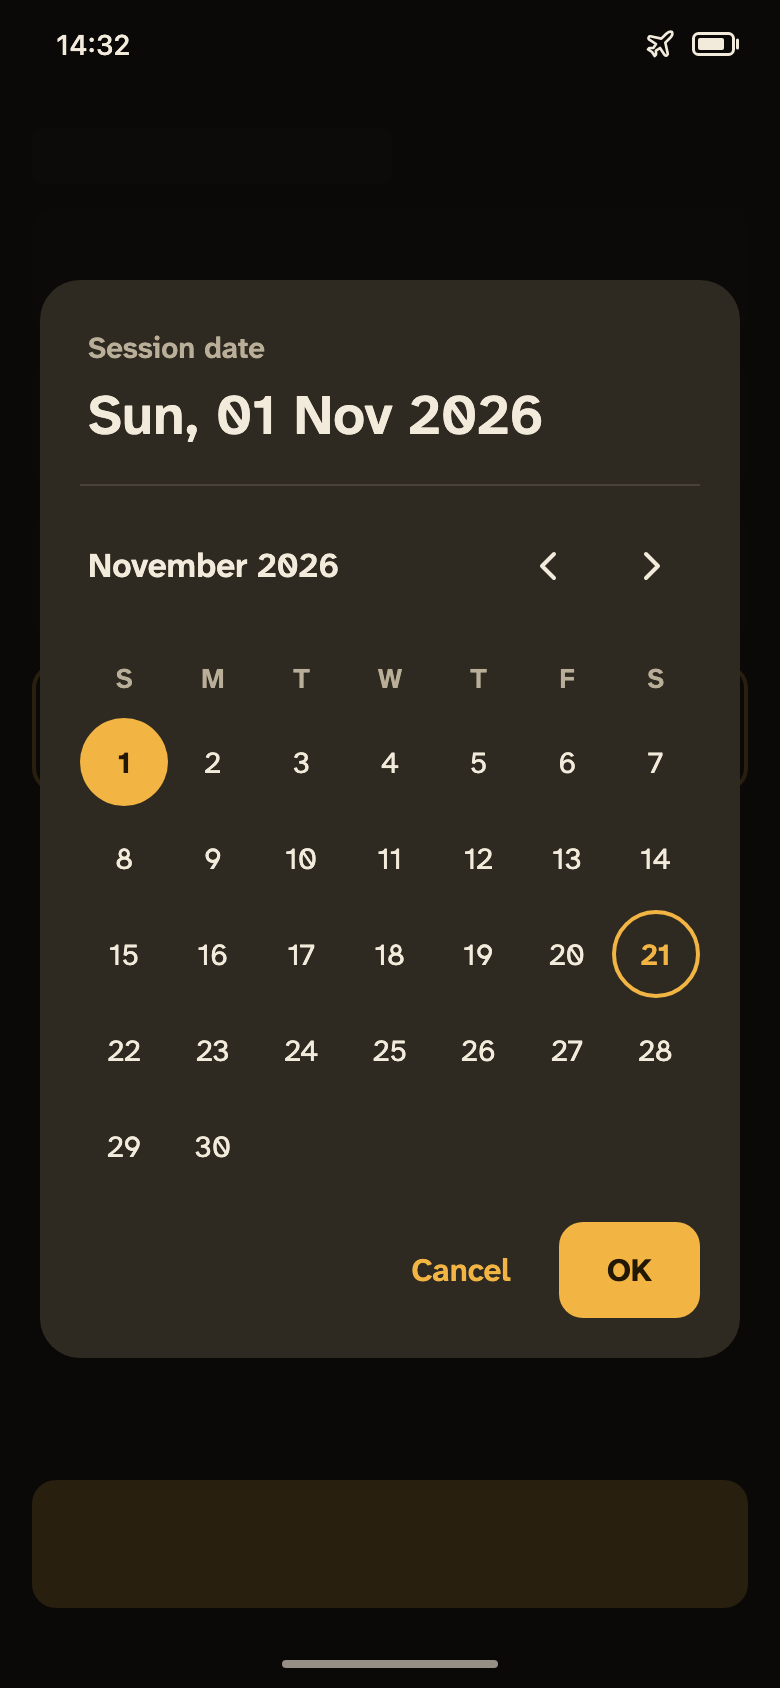 14:32
Session date
Sun, 01 Nov 2026
November 2026
S M T W T F S
1 2 3 4 5 6 7
8 9 10 11 12 13 14
15 16 17 18 19 20 21
22 23 24 25 26 27 28
29 30
Cancel OK